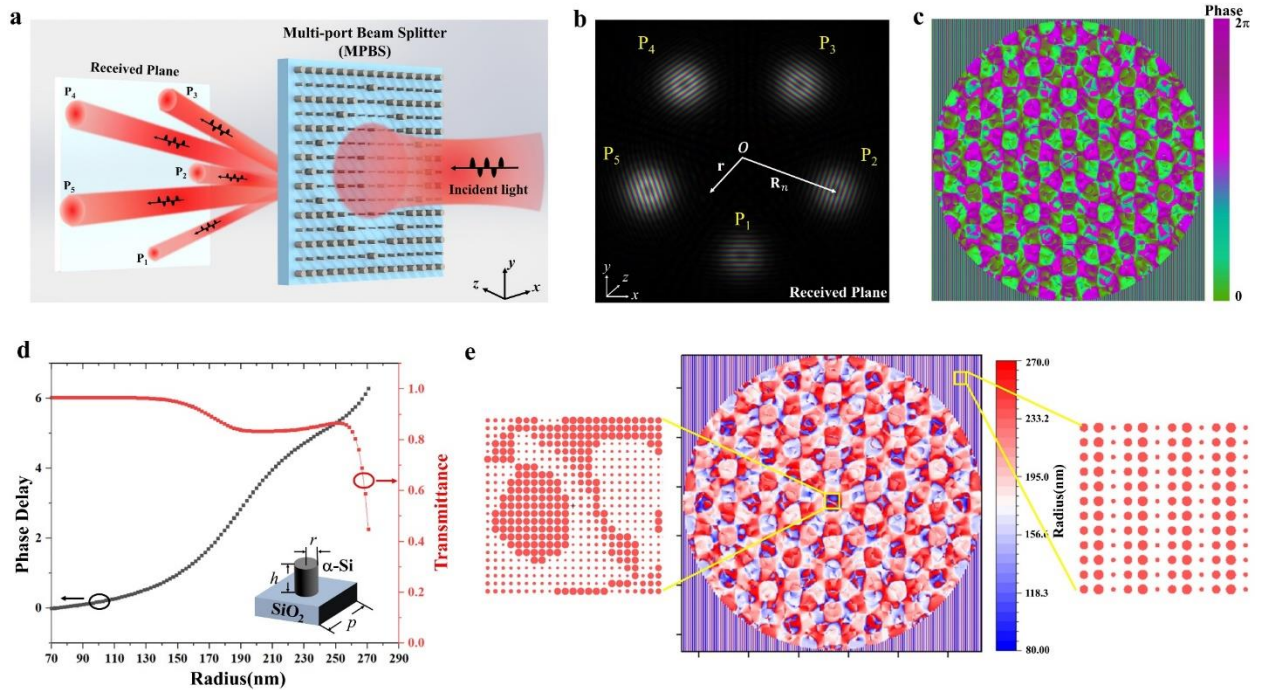 a
Multi-port Beam Splitter
(MPBS)
Received Plane
P4
P3
P2
P5
P1
Incident light
y
z
x
b
P4
P3
O
P5
r
P2
Rn
P1
y
z
x
Received Plane
c
Phase
2π
0
d
Phase Delay
6
4
2
0
70 90 110 130 150 170 190 210 230 250 270 290
Radius(nm)
1.0
0.8
0.6
0.4
0.2
0.0
Transmittance
r
h
α-Si
SiO2
p
e
270.0
233.2
195.0
156.6
118.3
80.00
Radius(nm)